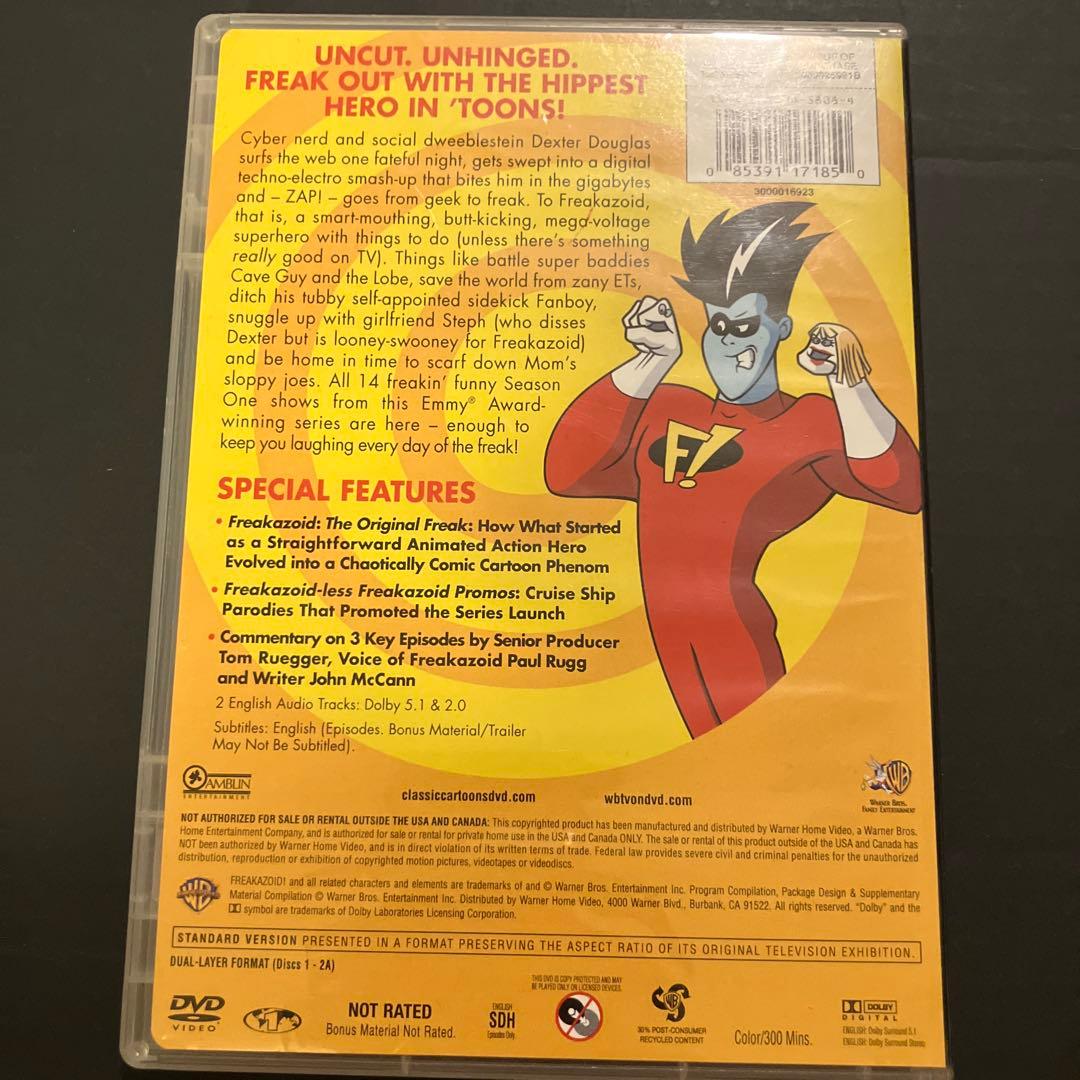 UNCUT. UNHINGED.
FREAK OUT WITH THE HIPPEST
HERO IN 'TOONS!
Cyber nerd and social dweeblestein Dexter Douglas
surfs the web one fateful night, gets swept into a digital
techno-electro smash-up that bites him in the gigabytes
and – ZAP! – goes from geek to freak. To Freakazoid,
that is, a smart-mouthing, butt-kicking, mega-voltage
superhero with things to do (unless there's something
really good on TV). Things like battle super baddies
Cave Guy and the Lobe, save the world from zany ETs,
ditch his tubby self-appointed sidekick Fanboy,
snuggle up with girlfriend Steph (who disses
Dexter but is looney-swooney for Freakazoid)
and be home in time to scarf down Mom's
sloppy joes. All 14 freakin' funny Season
One shows from this Emmy® Award-
winning series are here – enough to
keep you laughing every day of the freak!
0 85391 17185 0
3000016923
F!
SPECIAL FEATURES
• Freakazoid: The Original Freak: How What Started
as a Straightforward Animated Action Hero
Evolved into a Chaotically Comic Cartoon Phenom
• Freakazoid-less Freakazoid Promos: Cruise Ship
Parodies That Promoted the Series Launch
• Commentary on 3 Key Episodes by Senior Producer
Tom Ruegger, Voice of Freakazoid Paul Rugg
and Writer John McCann
2 English Audio Tracks: Dolby 5.1 & 2.0
Subtitles: English (Episodes. Bonus Material/Trailer
May Not Be Subtitled).
AMBLIN
ENTERTAINMENT
classiccartoonsdvd.com
wbtvondvd.com
WB
WARNER BROS.
FAMILY ENTERTAINMENT
NOT AUTHORIZED FOR SALE OR RENTAL OUTSIDE THE USA AND CANADA: This copyrighted product has been manufactured and distributed by Warner Home Video, a Warner Bros.
Home Entertainment Company, and is authorized for sale or rental for private home use in the USA and Canada ONLY. The sale or rental of this product outside of the USA and Canada has
NOT been authorized by Warner Home Video, and is in direct violation of its written terms of trade. Federal law provides severe civil and criminal penalties for the unauthorized
distribution, reproduction or exhibition of copyrighted motion pictures, videotapes or videodiscs.
WB
FREAKAZOID! and all related characters and elements are trademarks of and © Warner Bros. Entertainment Inc. Program Compilation, Package Design & Supplementary
Material Compilation © Warner Bros. Entertainment Inc. Distributed by Warner Home Video, 4000 Warner Blvd., Burbank, CA 91522. All rights reserved. "Dolby" and the
symbol are trademarks of Dolby Laboratories Licensing Corporation.
STANDARD VERSION PRESENTED IN A FORMAT PRESERVING THE ASPECT RATIO OF ITS ORIGINAL TELEVISION EXHIBITION.
DUAL-LAYER FORMAT (Discs 1 - 2A)
DVD
VIDEO
1
NOT RATED
Bonus Material Not Rated.
ENGLISH
SDH
Episodes Only
THIS DVD IS COPY PROTECTED AND MAY
BE PLAYED ONLY ON LICENSED DEVICES.
WB
30% POST-CONSUMER
RECYCLED CONTENT
Color/300 Mins.
DOLBY
DIGITAL
ENGLISH: Dolby Surround 5.1
ENGLISH: Dolby Surround Stereo